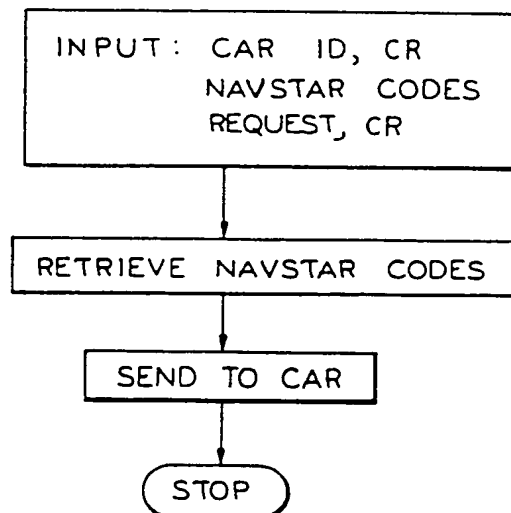 INPUT: CAR ID, CR
NAVSTAR CODES
REQUEST, CR
RETRIEVE NAVSTAR CODES
SEND TO CAR
STOP